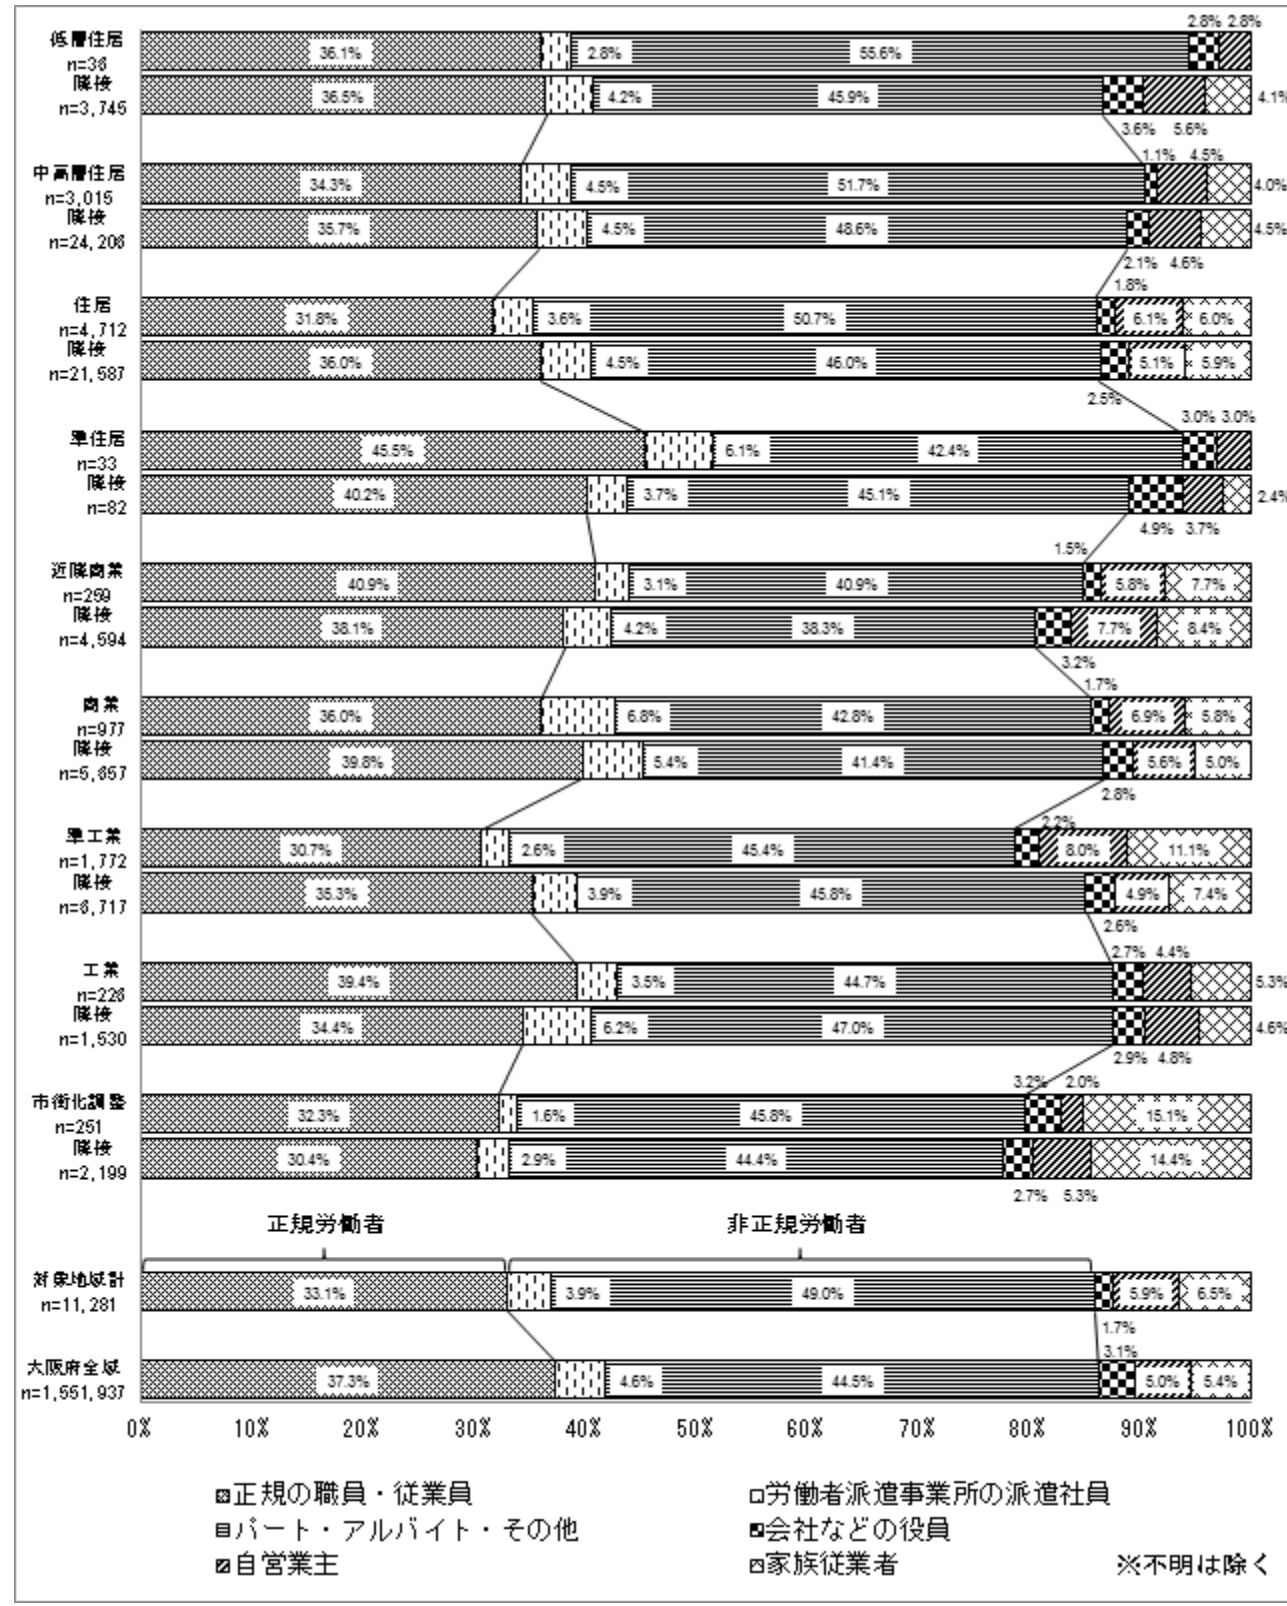 2.8% 2.8%
低層住居 36.1% 2.8% 55.6%
n=36
隣接 36.5% 4.2% 45.9% 4.1%
n=3,745
3.6% 5.6%
1.1% 4.5%
中高層住居 34.3% 4.5% 51.7% 4.0%
n=3,015
隣接 35.7% 4.5% 48.6% 4.5%
n=24,206
2.1% 4.6%
1.8%
住居 31.8% 3.6% 50.7% 6.1% 6.0%
n=4,712
隣接 36.0% 4.5% 46.0% 5.1% 5.9%
n=21,587
2.5%
3.0% 3.0%
準住居 45.5% 6.1% 42.4%
n=33
隣接 40.2% 3.7% 45.1% 2.4%
n=82
4.9% 3.7%
1.5%
近隣商業 40.9% 3.1% 40.9% 5.8% 7.7%
n=259
隣接 38.1% 4.2% 38.3% 7.7% 8.4%
n=4,594
3.2%
1.7%
商業 36.0% 6.8% 42.8% 6.9% 5.8%
n=977
隣接 39.8% 5.4% 41.4% 5.6% 5.0%
n=5,657
2.8%
2.2%
準工業 30.7% 2.6% 45.4% 8.0% 11.1%
n=1,772
隣接 35.3% 3.9% 45.8% 4.9% 7.4%
n=6,717
2.6%
2.7% 4.4%
工業 39.4% 3.5% 44.7% 5.3%
n=226
隣接 34.4% 6.2% 47.0% 4.6%
n=1,530
2.9% 4.8%
3.2% 2.0%
市街化調整 32.3% 1.6% 45.8% 15.1%
n=251
隣接 30.4% 2.9% 44.4% 14.4%
n=2,199
2.7% 5.3%
正規労働者 非正規労働者
対象地域計 33.1% 3.9% 49.0% 5.9% 6.5%
n=11,281
1.7%
3.1%
大阪府全域 37.3% 4.6% 44.5% 5.0% 5.4%
n=1,551,937
0% 10% 20% 30% 40% 50% 60% 70% 80% 90% 100%
正規の職員・従業員 労働者派遣事業所の派遣社員
パート・アルバイト・その他 会社などの役員
自営業主 家族従業者 ※不明は除く